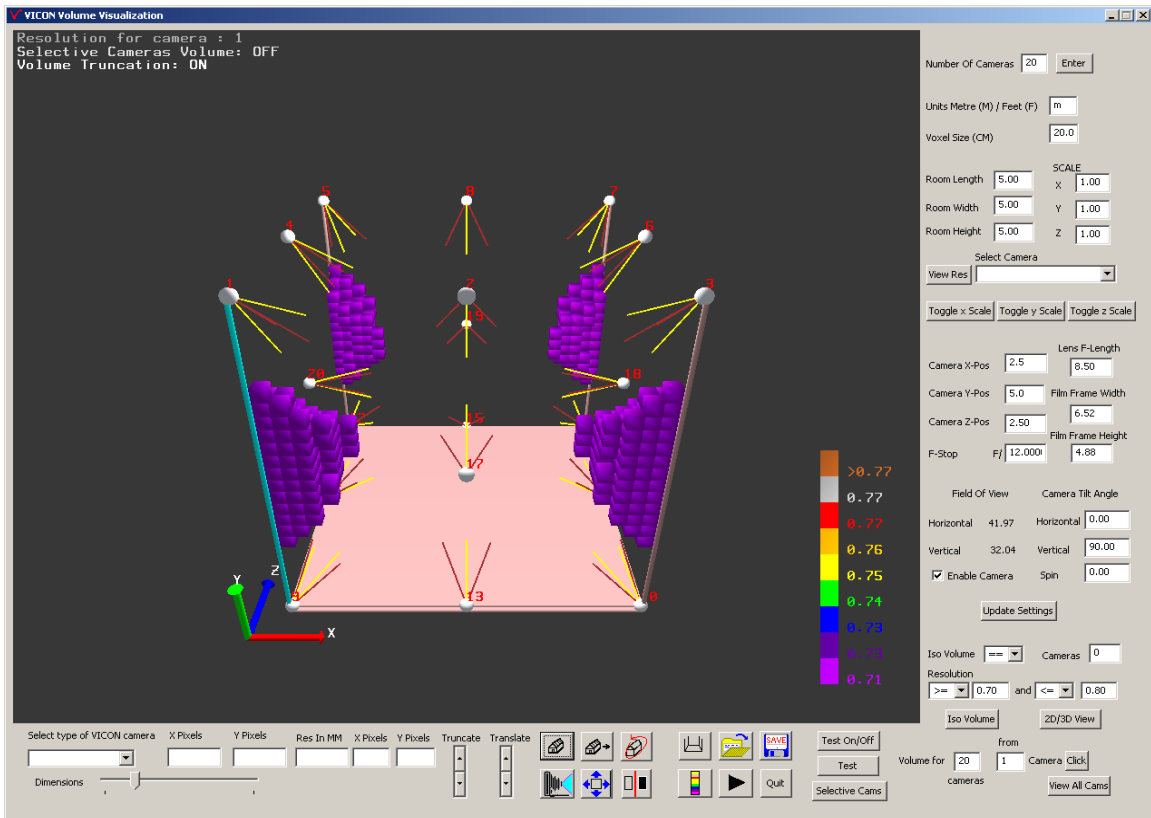 VICON Volume Visualization
Resolution for camera : 1
Selective Cameras Volume: OFF
Volume Truncation: ON
5 8 7
4 6
1 2 3
19
20 18
15
17
13
X
Y
Z
>0.77
0.77
0.77
0.76
0.75
0.74
0.73
0.71
Number Of Cameras 20 Enter
Units Metre (M) / Feet (F) m
Voxel Size (CM) 20.0
SCALE
Room Length 5.00 X 1.00
Room Width 5.00 Y 1.00
Room Height 5.00 Z 1.00
Select Camera
View Res
Toggle x Scale Toggle y Scale Toggle z Scale
Lens F-Length
Camera X-Pos 2.5 8.50
Camera Y-Pos 5.0 Film Frame Width
Camera Z-Pos 2.50 6.52
Film Frame Height
F-Stop F/ 12.000 4.88
Field Of View Camera Tilt Angle
Horizontal 41.97 Horizontal 0.00
Vertical 32.04 Vertical 90.00
Enable Camera Spin 0.00
Update Settings
Iso Volume == Cameras 0
Resolution
>= 0.70 and <= 0.80
Iso Volume 2D/3D View
from
Volume for 20 1 Camera Click
cameras
View All Cams
Select type of VICON camera X Pixels Y Pixels Res In MM X Pixels Y Pixels Truncate Translate
Dimensions
SAVE
Quit
Test On/Off
Test
Selective Cams